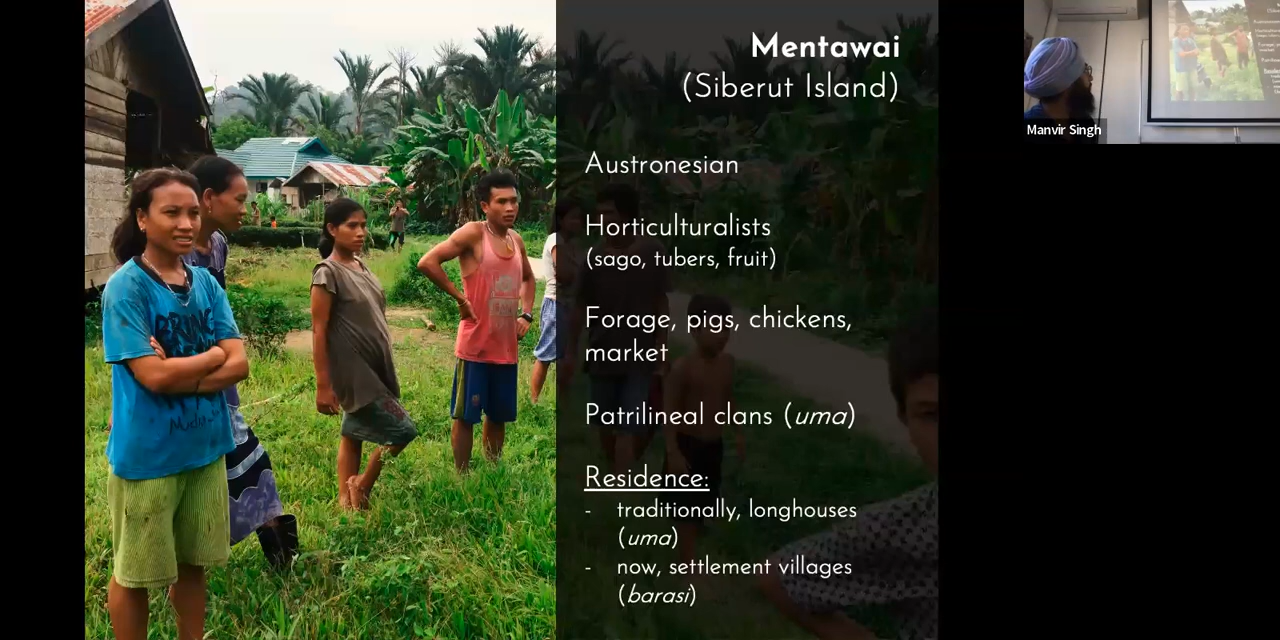 Mentawai
(Siberut Island)
Austronesian
Horticulturalists
(sago, tubers, fruit)
Forage, pigs, chickens,
market
Patrilineal clans (uma)
Residence:
- traditionally, longhouses
(uma)
- now, settlement villages
(barasi)
Manvir Singh